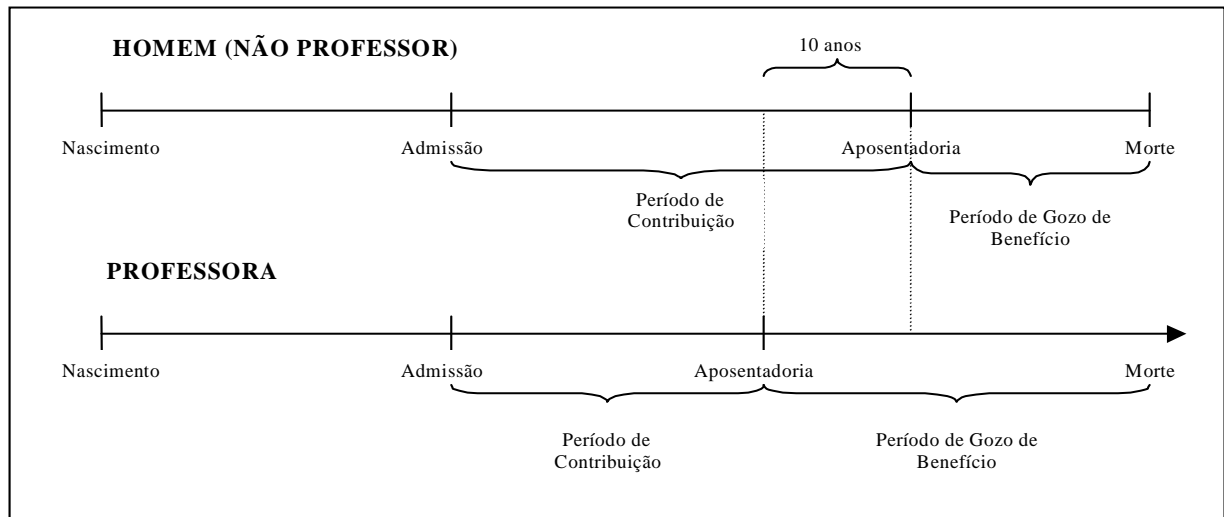 10 anos
HOMEM (NÃO PROFESSOR)
Nascimento
Admissão
Aposentadoria
Morte
Período de
Contribuição
Período de Gozo de
Benefício
PROFESSORA
Nascimento
Admissão
Aposentadoria
Morte
Período de
Contribuição
Período de Gozo de
Benefício